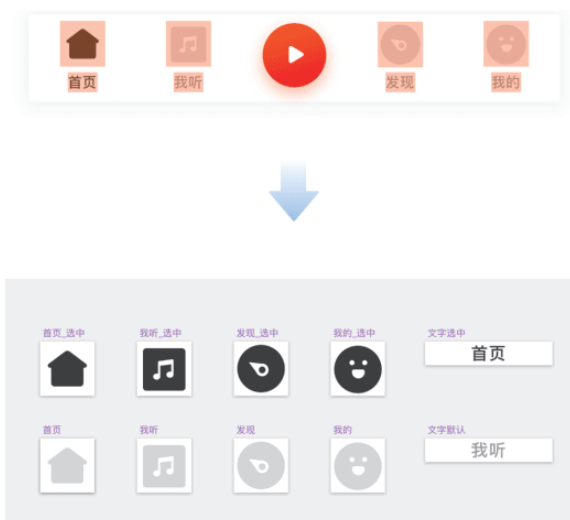 首页
我听
发现
我的
首页_选中
我听_选中
发现_选中
我的_选中
文字选中
首页
首页
我听
发现
我的
文字默认
我听